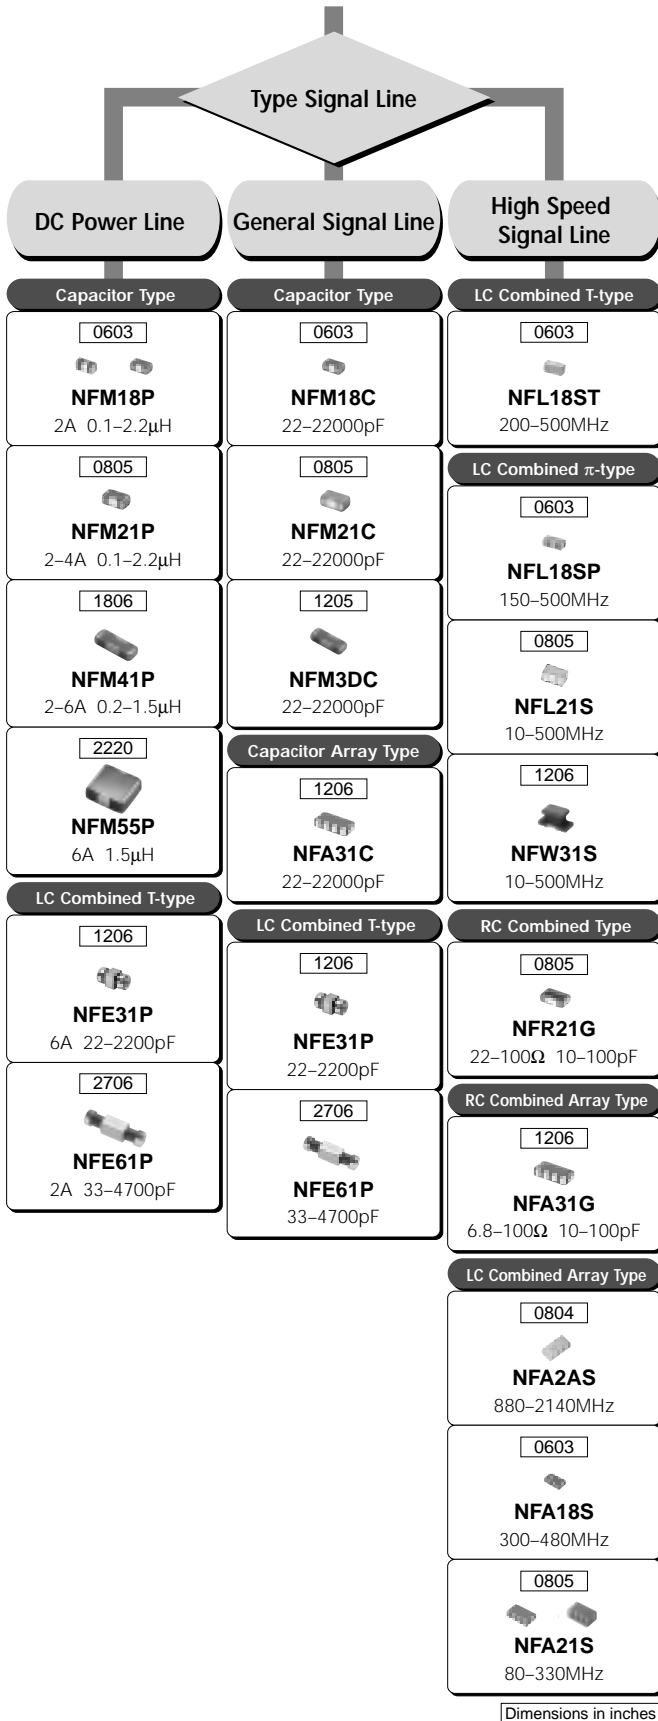 Type Signal Line
DC Power Line
Capacitor Type
0603
NFM18P
2A 0.1–2.2μH
0805
NFM21P
2–4A 0.1–2.2μH
1806
NFM41P
2–6A 0.2–1.5μH
2220
NFM55P
6A 1.5μH
LC Combined T-type
1206
NFE31P
6A 22–2200pF
2706
NFE61P
2A 33–4700pF
General Signal Line
Capacitor Type
0603
NFM18C
22–22000pF
0805
NFM21C
22–22000pF
1205
NFM3DC
22–22000pF
Capacitor Array Type
1206
NFA31C
22–22000pF
LC Combined T-type
1206
NFE31P
22–2200pF
2706
NFE61P
33–4700pF
High Speed
Signal Line
LC Combined T-type
0603
NFL18ST
200–500MHz
LC Combined π-type
0603
NFL18SP
150–500MHz
0805
NFL21S
10–500MHz
1206
NFW31S
10–500MHz
RC Combined Type
0805
NFR21G
22–100Ω 10–100pF
RC Combined Array Type
1206
NFA31G
6.8–100Ω 10–100pF
LC Combined Array Type
0804
NFA2AS
880–2140MHz
0603
NFA18S
300–480MHz
0805
NFA21S
80–330MHz
Dimensions in inches